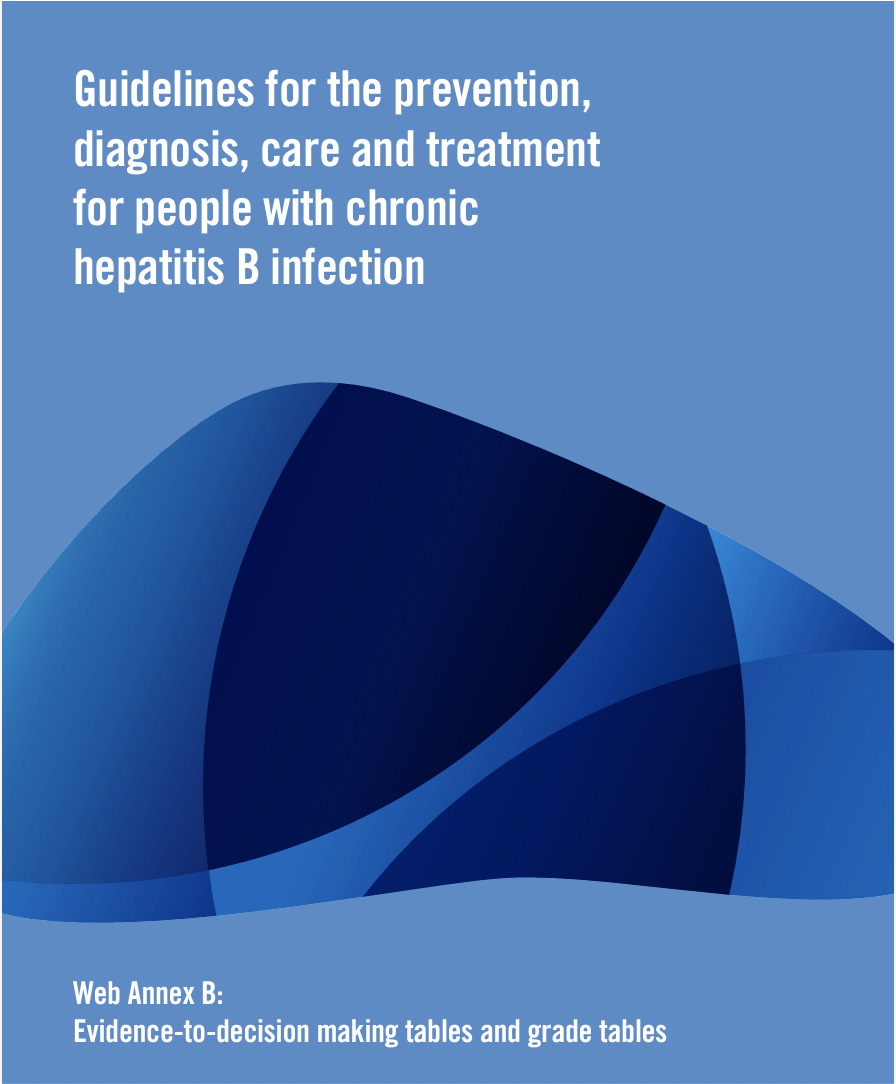 Guidelines for the prevention,
diagnosis, care and treatment
for people with chronic
hepatitis B infection
Web Annex B:
Evidence-to-decision making tables and grade tables